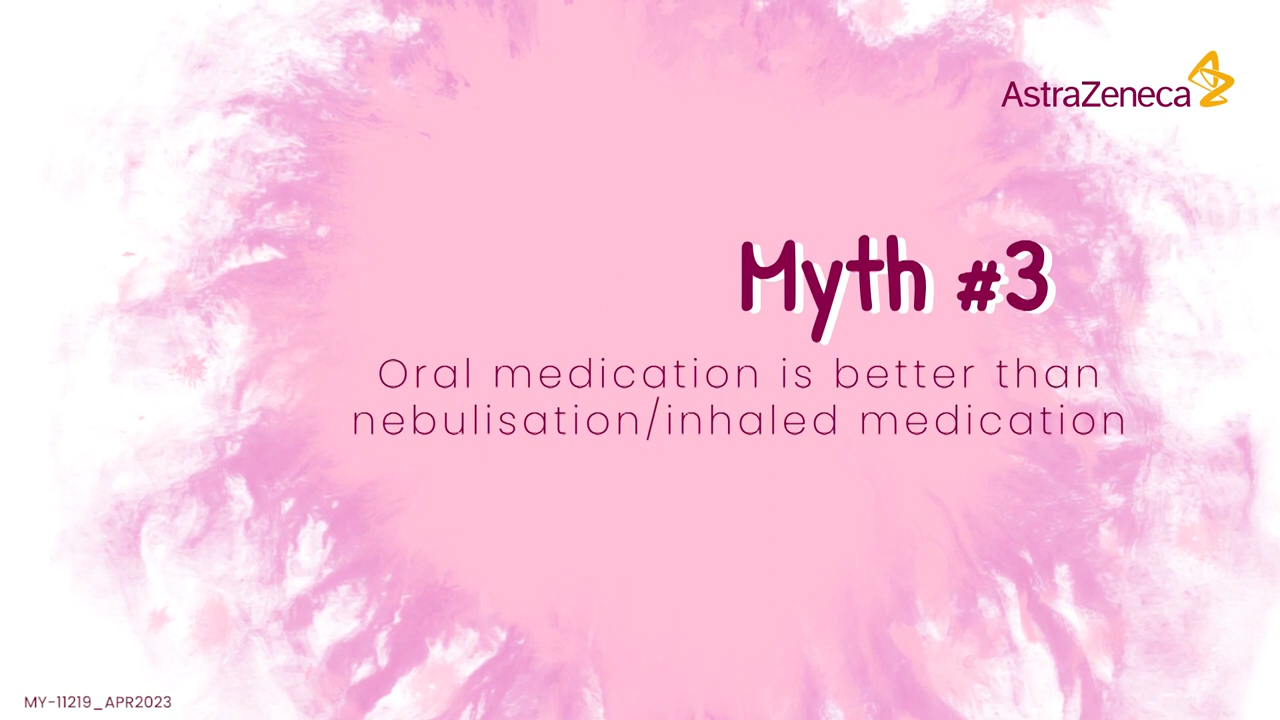 AstraZeneca
Myth #3
Oral medication is better than
nebulisation/inhaled medication
MY-11219_APR2023